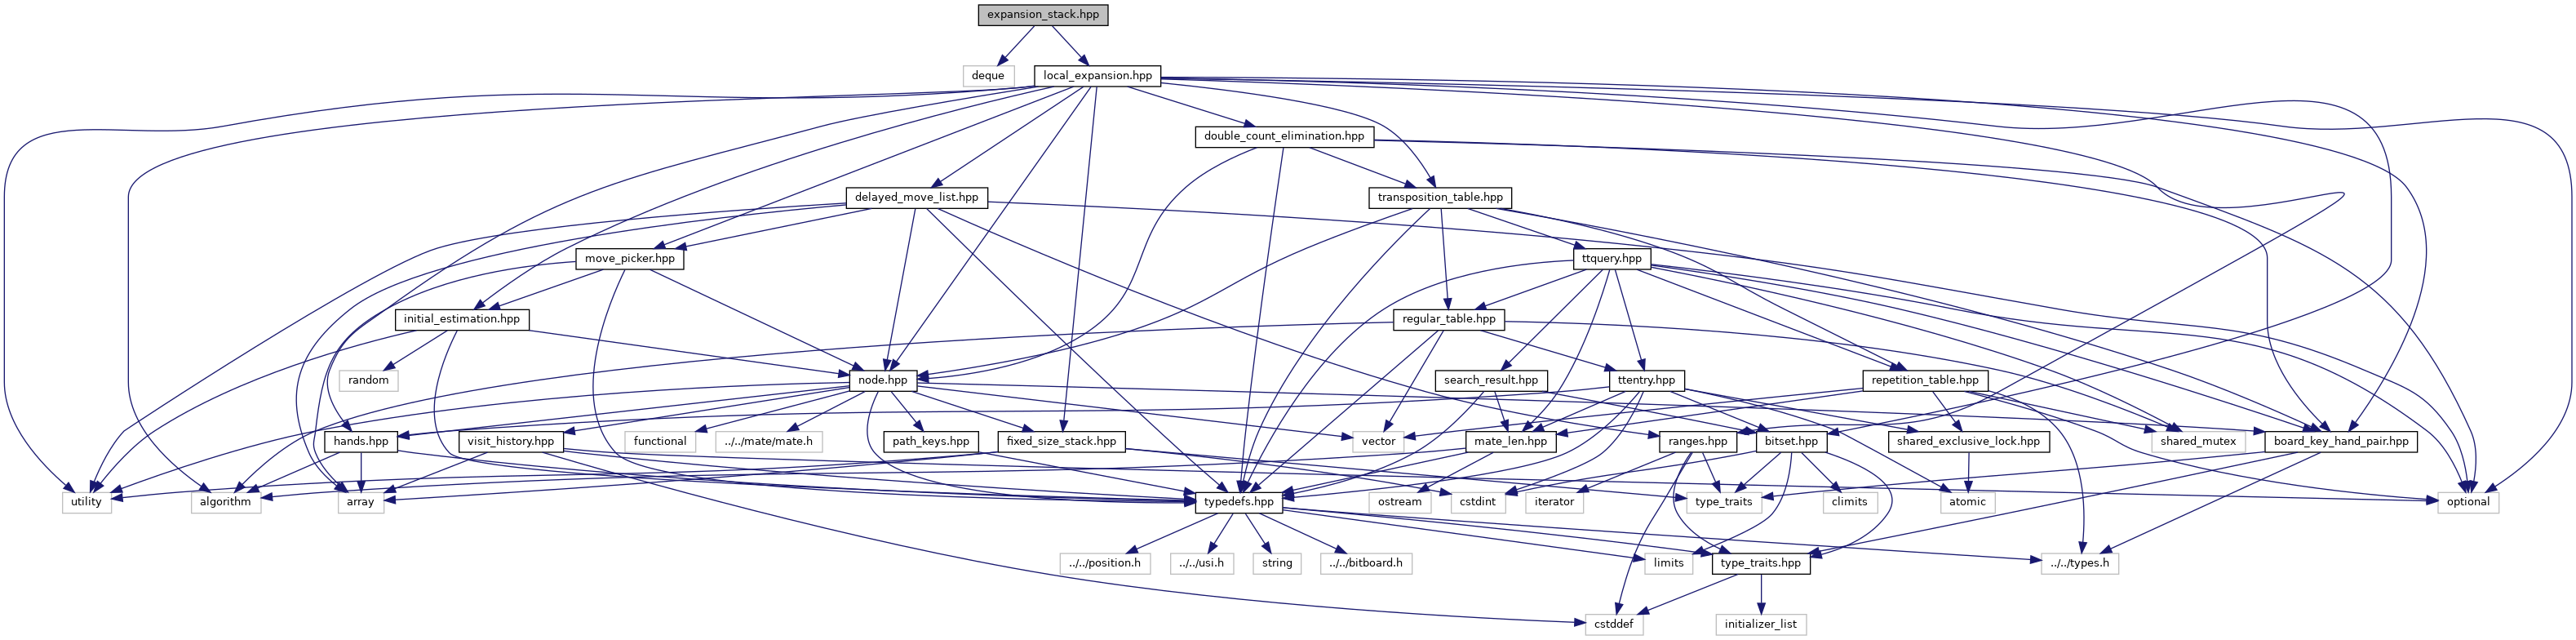 expansion_stack.hpp
deque
local_expansion.hpp
double_count_elimination.hpp
delayed_move_list.hpp
transposition_table.hpp
move_picker.hpp
ttquery.hpp
initial_estimation.hpp
regular_table.hpp
random
node.hpp
search_result.hpp
ttentry.hpp
repetition_table.hpp
hands.hpp
visit_history.hpp
functional
../../mate/mate.h
path_keys.hpp
fixed_size_stack.hpp
vector
mate_len.hpp
ranges.hpp
bitset.hpp
shared_exclusive_lock.hpp
shared_mutex
board_key_hand_pair.hpp
utility
algorithm
array
typedefs.hpp
ostream
cstdint
iterator
type_traits
climits
atomic
optional
../../position.h
../../usi.h
string
../../bitboard.h
limits
type_traits.hpp
../../types.h
cstddef
initializer_list